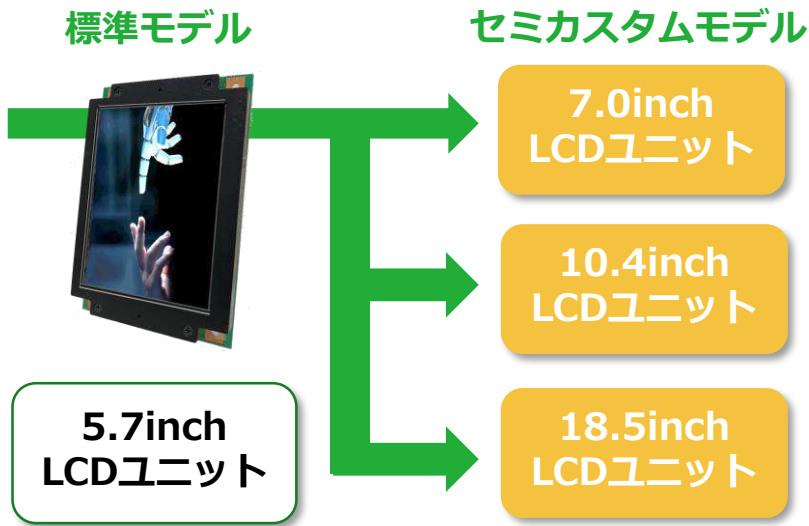 標準モデル
セミカスタムモデル
7.0inch
LCDユニット
10.4inch
LCDユニット
5.7inch
LCDユニット
18.5inch
LCDユニット